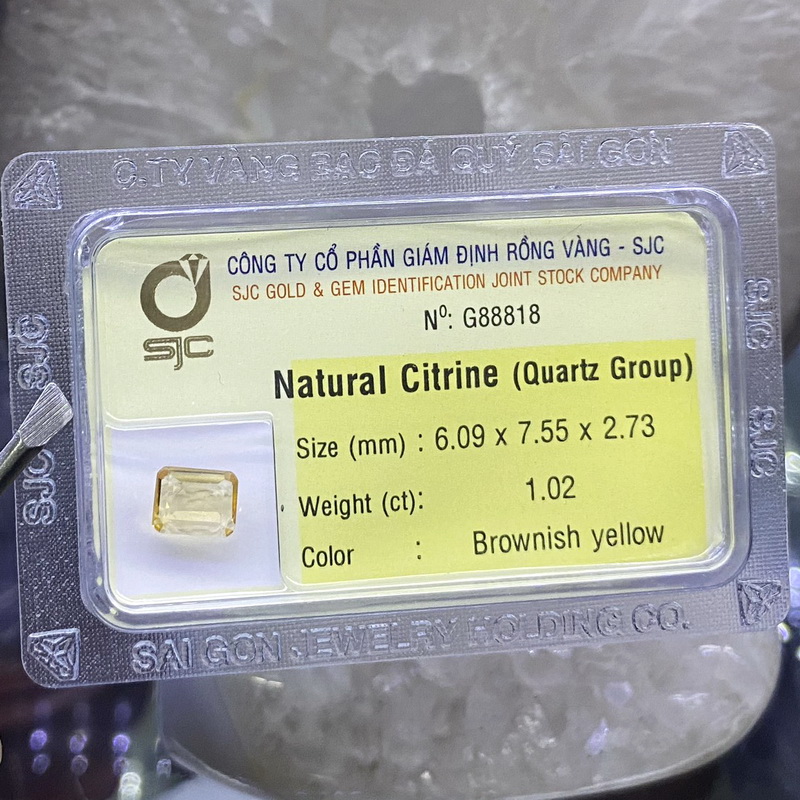 C.TY VÀNG BẠC ĐÁ QUÝ SÀI GÒN
CÔNG TY CỔ PHẦN GIÁM ĐỊNH RỒNG VÀNG - SJC
SJC GOLD & GEM IDENTIFICATION JOINT STOCK COMPANY
Nº: G88818
SJC
Natural Citrine (Quartz Group)
Size (mm) : 6.09 x 7.55 x 2.73
Weight (ct): 1.02
Color : Brownish yellow
SJC
SJC
SJC
SJC
SAI GON JEWELRY HOLDING CO.